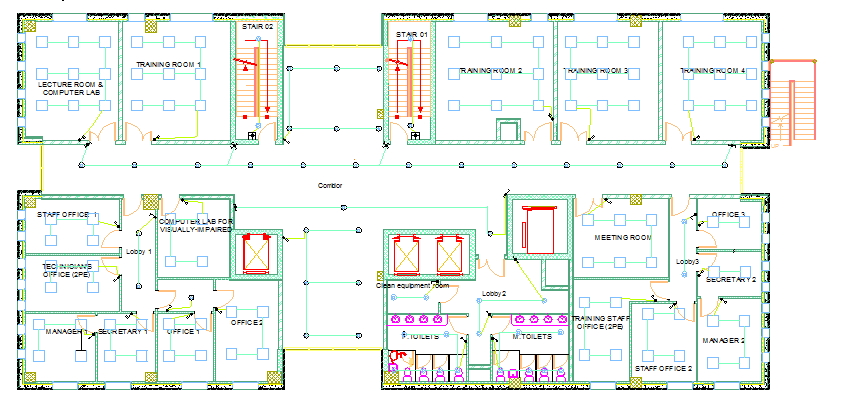 STAIR 02
STAIR 01
LECTURE ROOM &
COMPUTER LAB
TRAINING ROOM 1
TRAINING ROOM 2
TRAINING ROOM 3
TRAINING ROOM 4
Corridor
STAFF OFFICE 1
COMPUTER LAB FOR
VISUALLY-IMPAIRED
Lobby 1
TECHNICIANS
OFFICE (2PE)
MANAGER 1
SECRETARY 1
OFFICE 1
OFFICE 2
Clean equipment room
Lobby2
F.TOILETS
M.TOILETS
MEETING ROOM
OFFICE 3
Lobby3
SECRETARY 2
TRAINING STAFF
OFFICE (2PE)
STAFF OFFICE 2
MANAGER 2